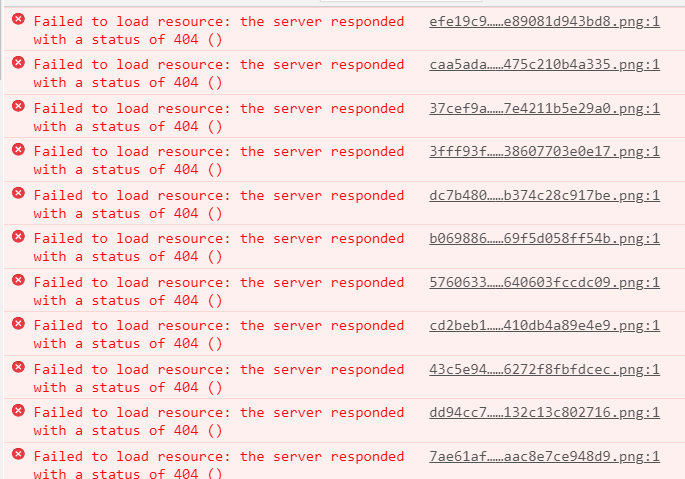 Failed to load resource: the server responded efe19c9……e89081d943bd8.png:1
with a status of 404 ()
Failed to load resource: the server responded caa5ada……475c210b4a335.png:1
with a status of 404 ()
Failed to load resource: the server responded 37cef9a……7e4211b5e29a0.png:1
with a status of 404 ()
Failed to load resource: the server responded 3fff93f……38607703e0e17.png:1
with a status of 404 ()
Failed to load resource: the server responded dc7b480……b374c28c917be.png:1
with a status of 404 ()
Failed to load resource: the server responded b069886……69f5d058ff54b.png:1
with a status of 404 ()
Failed to load resource: the server responded 5760633……640603fccdc09.png:1
with a status of 404 ()
Failed to load resource: the server responded cd2beb1……410db4a89e4e9.png:1
with a status of 404 ()
Failed to load resource: the server responded 43c5e94……6272f8fbfdcec.png:1
with a status of 404 ()
Failed to load resource: the server responded dd94cc7……132c13c802716.png:1
with a status of 404 ()
Failed to load resource: the server responded 7ae61af……aac8e7ce948d9.png:1
with a status of 404 ()